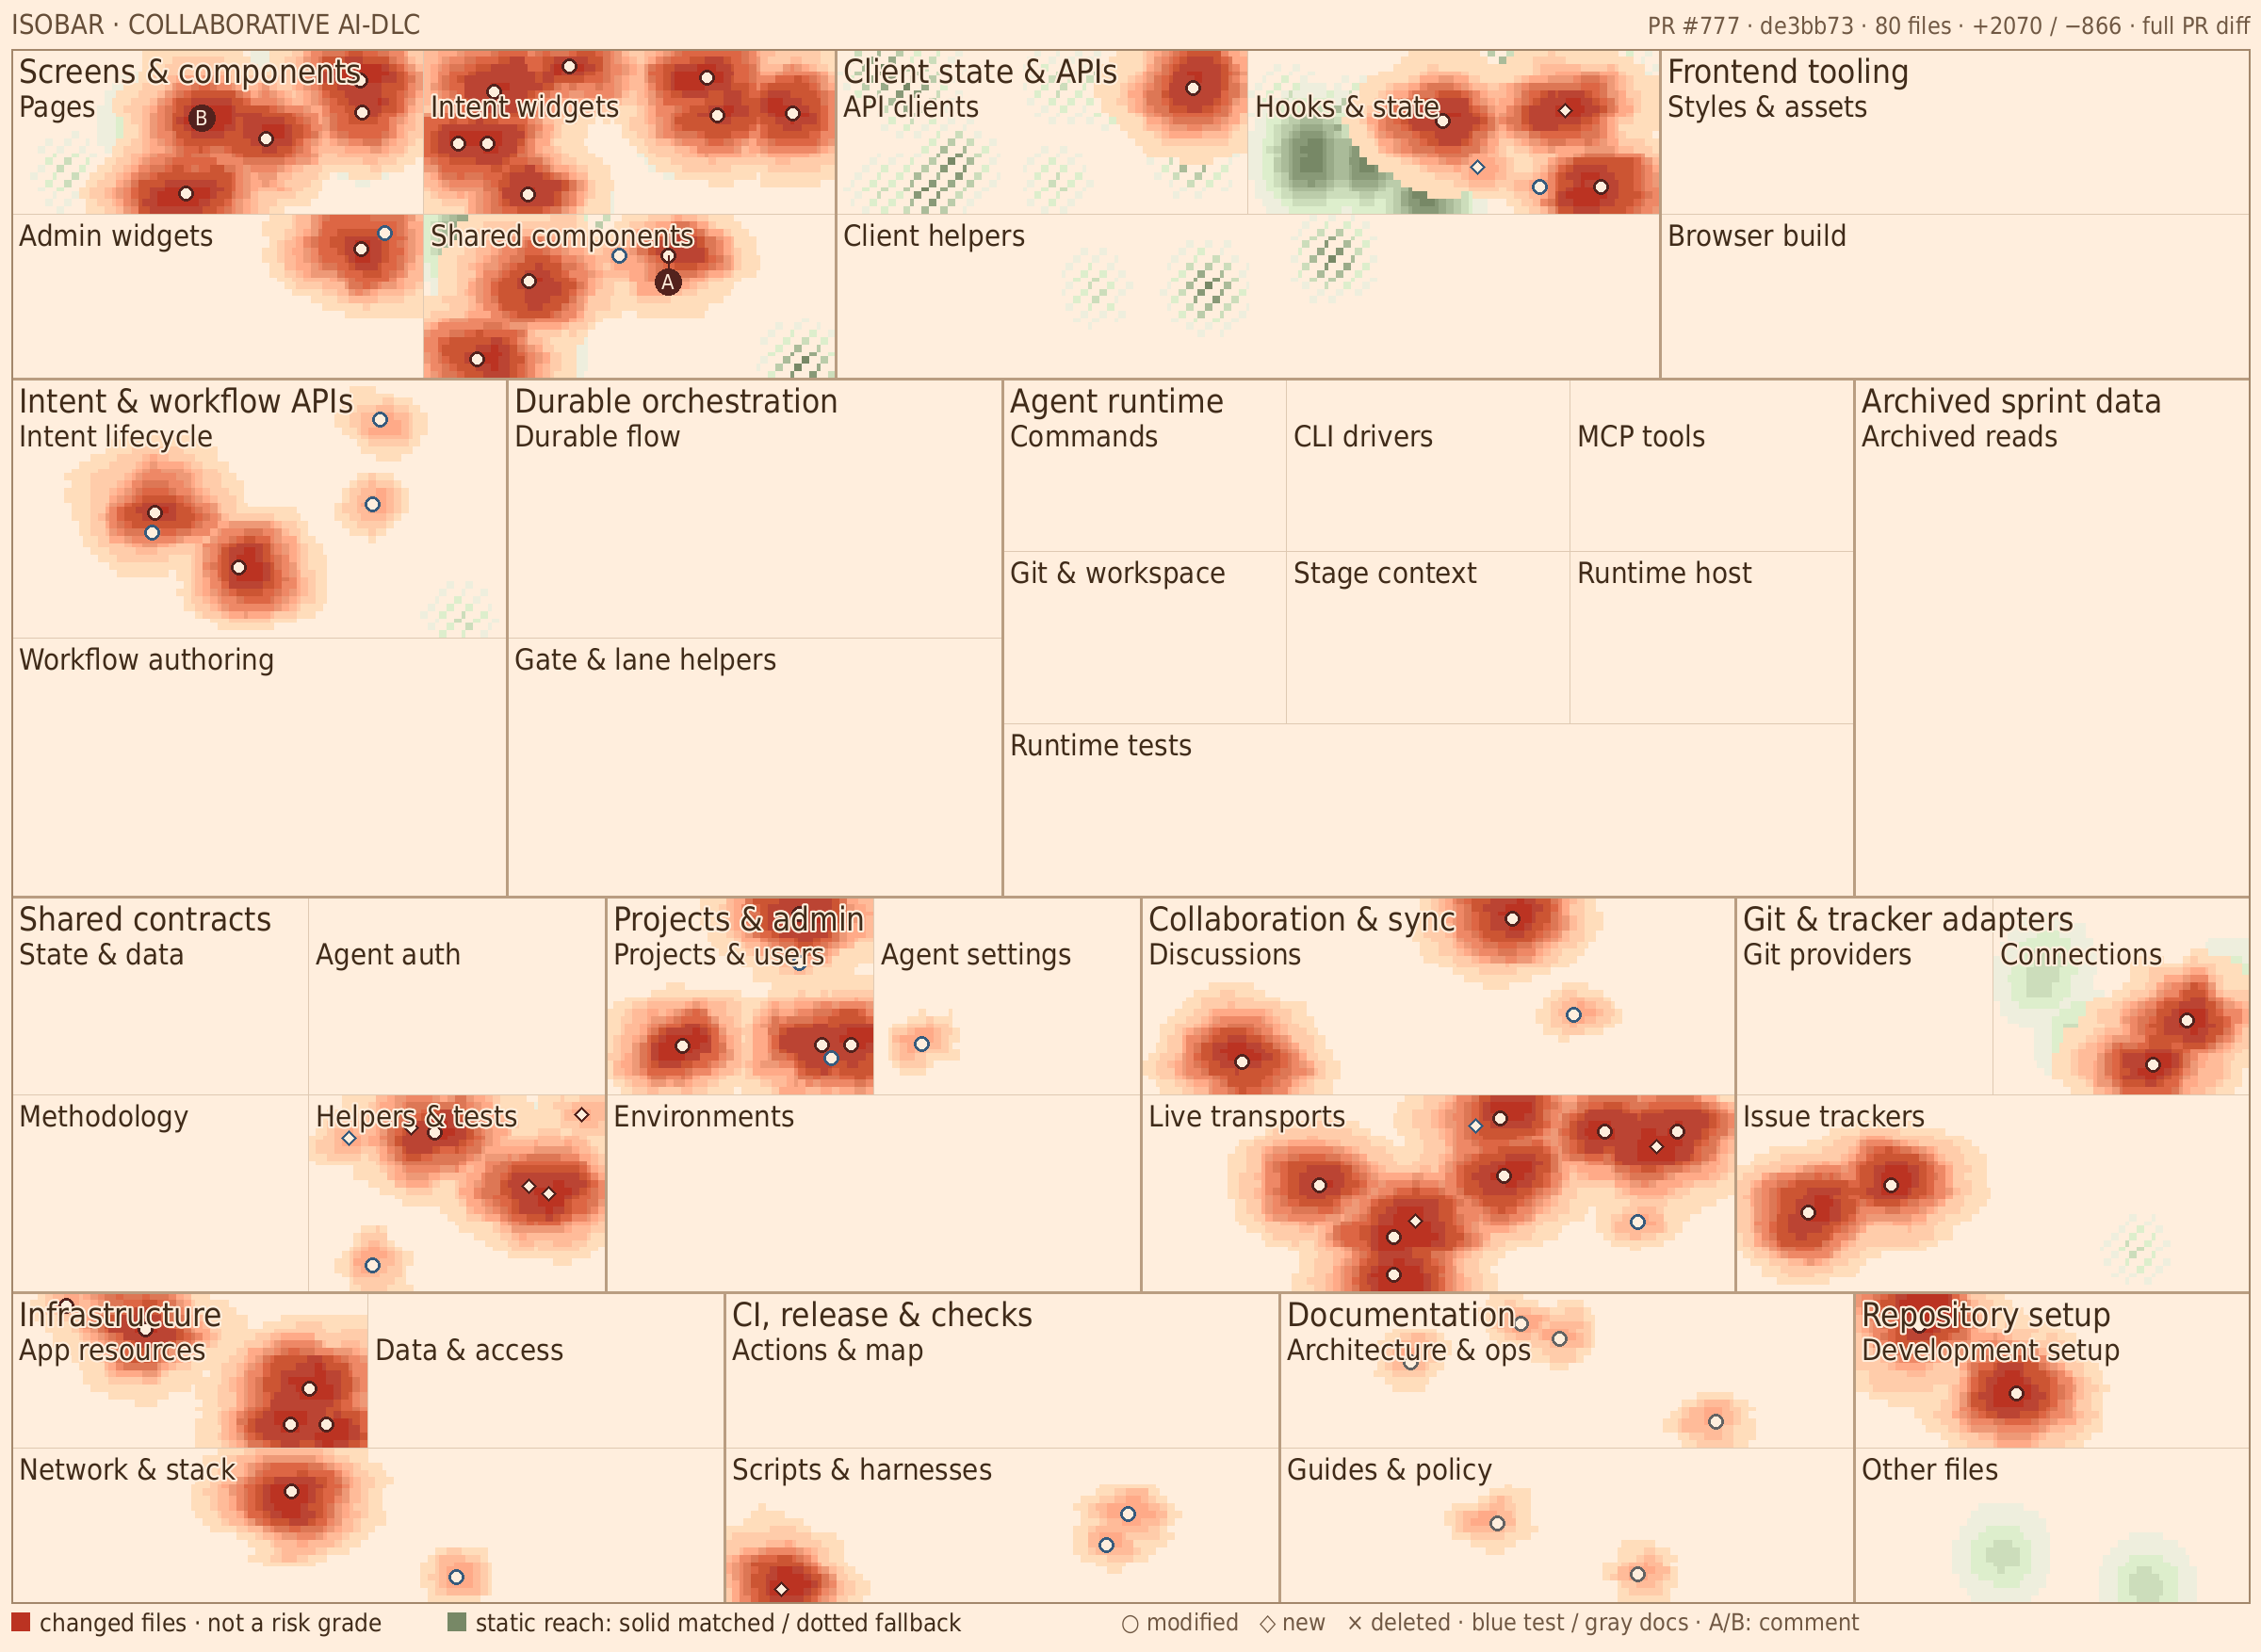 ISOBAR · COLLABORATIVE AI-DLC
PR #777 · de3bb73 · 80 files · +2070 / −866 · full PR diff
Screens & components
Pages
B
Intent widgets
Client state & APIs
API clients
Hooks & state
Frontend tooling
Styles & assets
Admin widgets
Shared components
A
Client helpers
Browser build
Intent & workflow APIs
Intent lifecycle
Durable orchestration
Durable flow
Agent runtime
Commands
CLI drivers
MCP tools
Archived sprint data
Archived reads
Git & workspace
Stage context
Runtime host
Workflow authoring
Gate & lane helpers
Runtime tests
Shared contracts
State & data
Agent auth
Projects & admin
Projects & users
Agent settings
Collaboration & sync
Discussions
Git & tracker adapters
Git providers
Connections
Methodology
Helpers & tests
Environments
Live transports
Issue trackers
Infrastructure
App resources
Data & access
CI, release & checks
Actions & map
Documentation
Architecture & ops
Repository setup
Development setup
Network & stack
Scripts & harnesses
Guides & policy
Other files
changed files · not a risk grade
static reach: solid matched / dotted fallback
○ modified ◇ new × deleted · blue test / gray docs · A/B: comment